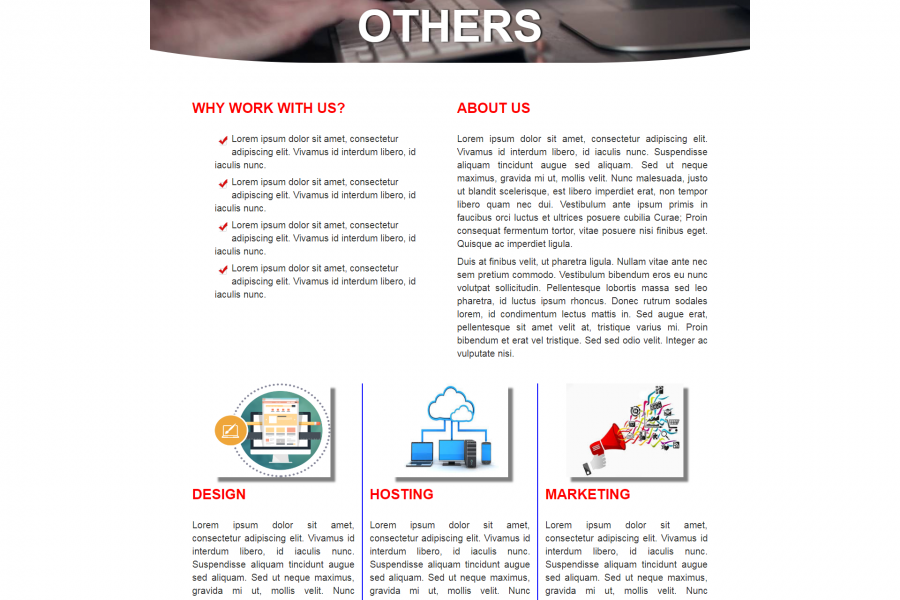 OTHERS
WHY WORK WITH US?
Lorem ipsum dolor sit amet, consectetur
adipiscing elit. Vivamus id interdum libero, id
iaculis nunc.
Lorem ipsum dolor sit amet, consectetur
adipiscing elit. Vivamus id interdum libero, id
iaculis nunc.
Lorem ipsum dolor sit amet, consectetur
adipiscing elit. Vivamus id interdum libero, id
iaculis nunc.
Lorem ipsum dolor sit amet, consectetur
adipiscing elit. Vivamus id interdum libero, id
iaculis nunc.
ABOUT US
Lorem ipsum dolor sit amet, consectetur adipiscing elit.
Vivamus id interdum libero, id iaculis nunc. Suspendisse
aliquam tincidunt augue sed aliquam. Sed ut neque
maximus, gravida mi ut, mollis velit. Nunc malesuada, justo
ut blandit scelerisque, est libero imperdiet erat, non tempor
libero quam nec dui. Vestibulum ante ipsum primis in
faucibus orci luctus et ultrices posuere cubilia Curae; Proin
consequat fermentum tortor, vitae posuere nisi finibus eget.
Quisque ac imperdiet ligula.
Duis at finibus velit, ut pharetra ligula. Nullam vitae ante nec
sem pretium commodo. Vestibulum bibendum eros eu nunc
volutpat sollicitudin. Pellentesque lobortis massa sed leo
pharetra, id luctus ipsum rhoncus. Donec rutrum sodales
lorem, id condimentum lectus mattis in. Sed augue erat,
pellentesque sit amet velit at, tristique varius mi. Proin
bibendum et erat vel tristique. Sed sed odio velit. Integer ac
vulputate nisi.
DESIGN
Lorem ipsum dolor sit amet,
consectetur adipiscing elit. Vivamus id
interdum libero, id iaculis nunc.
Suspendisse aliquam tincidunt augue
sed aliquam. Sed ut neque maximus,
gravida mi ut, mollis velit. Nunc
HOSTING
Lorem ipsum dolor sit amet,
consectetur adipiscing elit. Vivamus id
interdum libero, id iaculis nunc.
Suspendisse aliquam tincidunt augue
sed aliquam. Sed ut neque maximus,
gravida mi ut, mollis velit. Nunc
MARKETING
Lorem ipsum dolor sit amet,
consectetur adipiscing elit. Vivamus id
interdum libero, id iaculis nunc.
Suspendisse aliquam tincidunt augue
sed aliquam. Sed ut neque maximus,
gravida mi ut, mollis velit. Nunc